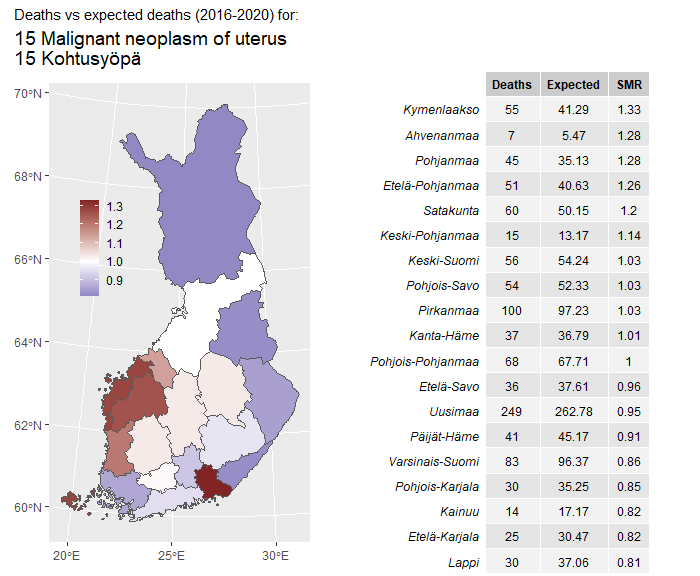 Deaths vs expected deaths (2016-2020) for:
15 Malignant neoplasm of uterus
15 Kohtusyöpä
70°N
68°N
66°N
64°N
62°N
60°N
20°E 25°E 30°E
1.3
1.2
1.1
1.0
0.9
Deaths Expected SMR
Kymenlaakso 55 41.29 1.33
Ahvenanmaa 7 5.47 1.28
Pohjanmaa 45 35.13 1.28
Etelä-Pohjanmaa 51 40.63 1.26
Satakunta 60 50.15 1.2
Keski-Pohjanmaa 15 13.17 1.14
Keski-Suomi 56 54.24 1.03
Pohjois-Savo 54 52.33 1.03
Pirkanmaa 100 97.23 1.03
Kanta-Häme 37 36.79 1.01
Pohjois-Pohjanmaa 68 67.71 1
Etelä-Savo 36 37.61 0.96
Uusimaa 249 262.78 0.95
Päijät-Häme 41 45.17 0.91
Varsinais-Suomi 83 96.37 0.86
Pohjois-Karjala 30 35.25 0.85
Kainuu 14 17.17 0.82
Etelä-Karjala 25 30.47 0.82
Lappi 30 37.06 0.81